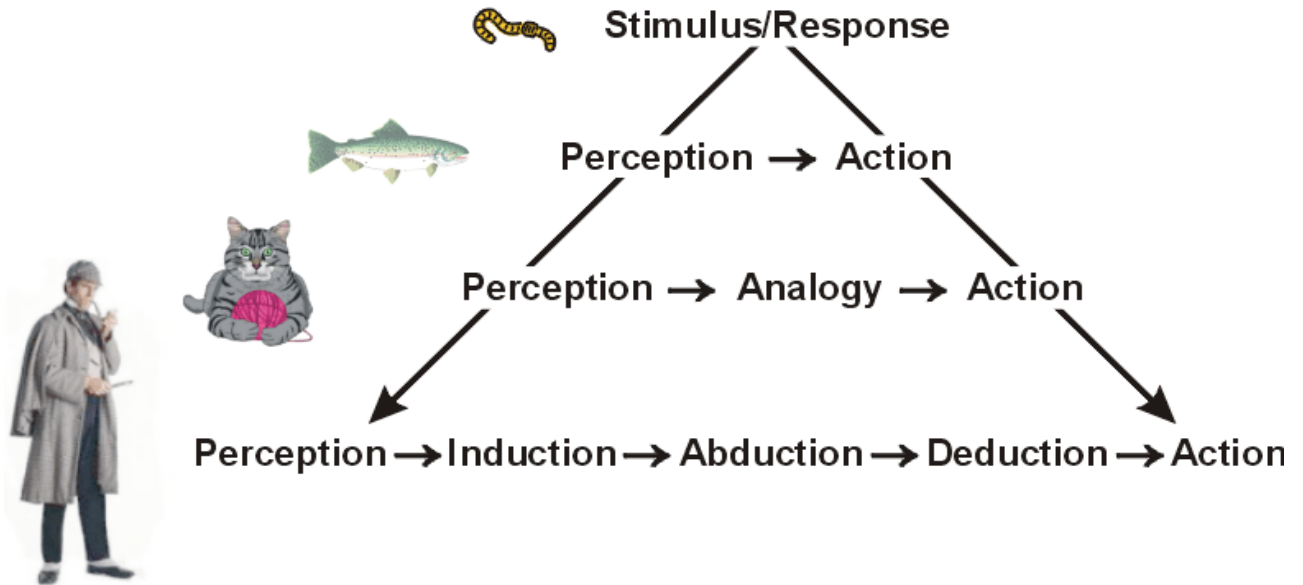 Stimulus/Response
Perception → Action
Perception → Analogy → Action
Perception → Induction → Abduction → Deduction → Action